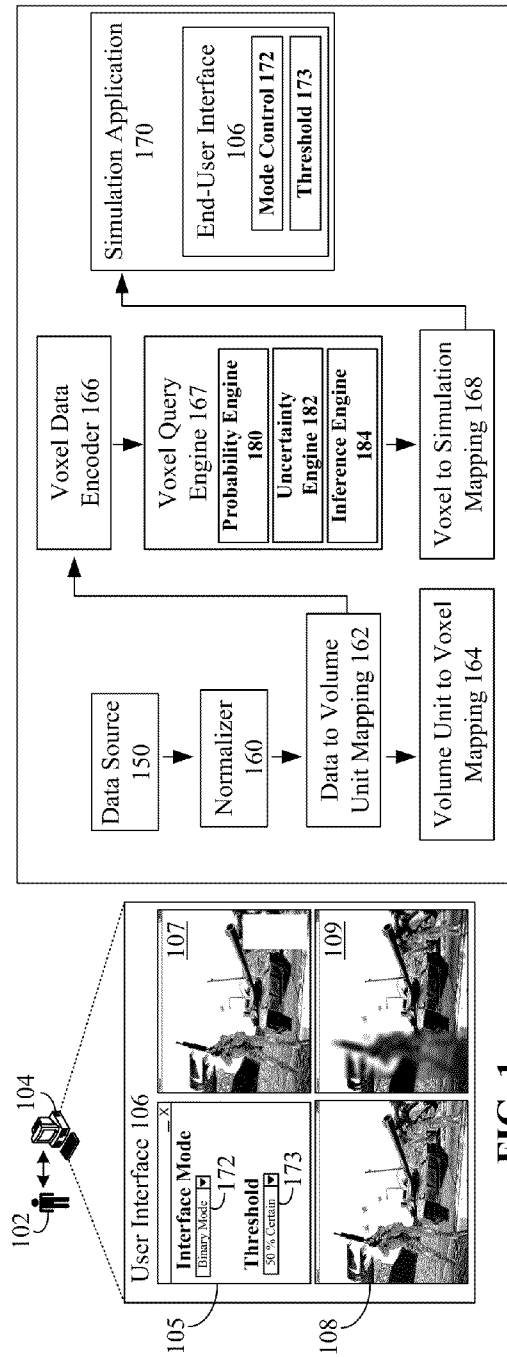 102
104
User Interface 106
_ X
Interface Mode
Binary Mode
172
Threshold
50 % Certain
173
105
107
108
109
Data Source
150
Normalizer
160
Data to Volume
Unit Mapping 162
Volume Unit to Voxel
Mapping 164
Voxel Data
Encoder 166
Voxel Query
Engine 167
Probability Engine
180
Uncertainty
Engine 182
Inference Engine
184
Voxel to Simulation
Mapping 168
Simulation Application
170
End-User Interface
106
Mode Control 172
Threshold 173
FIG. 1